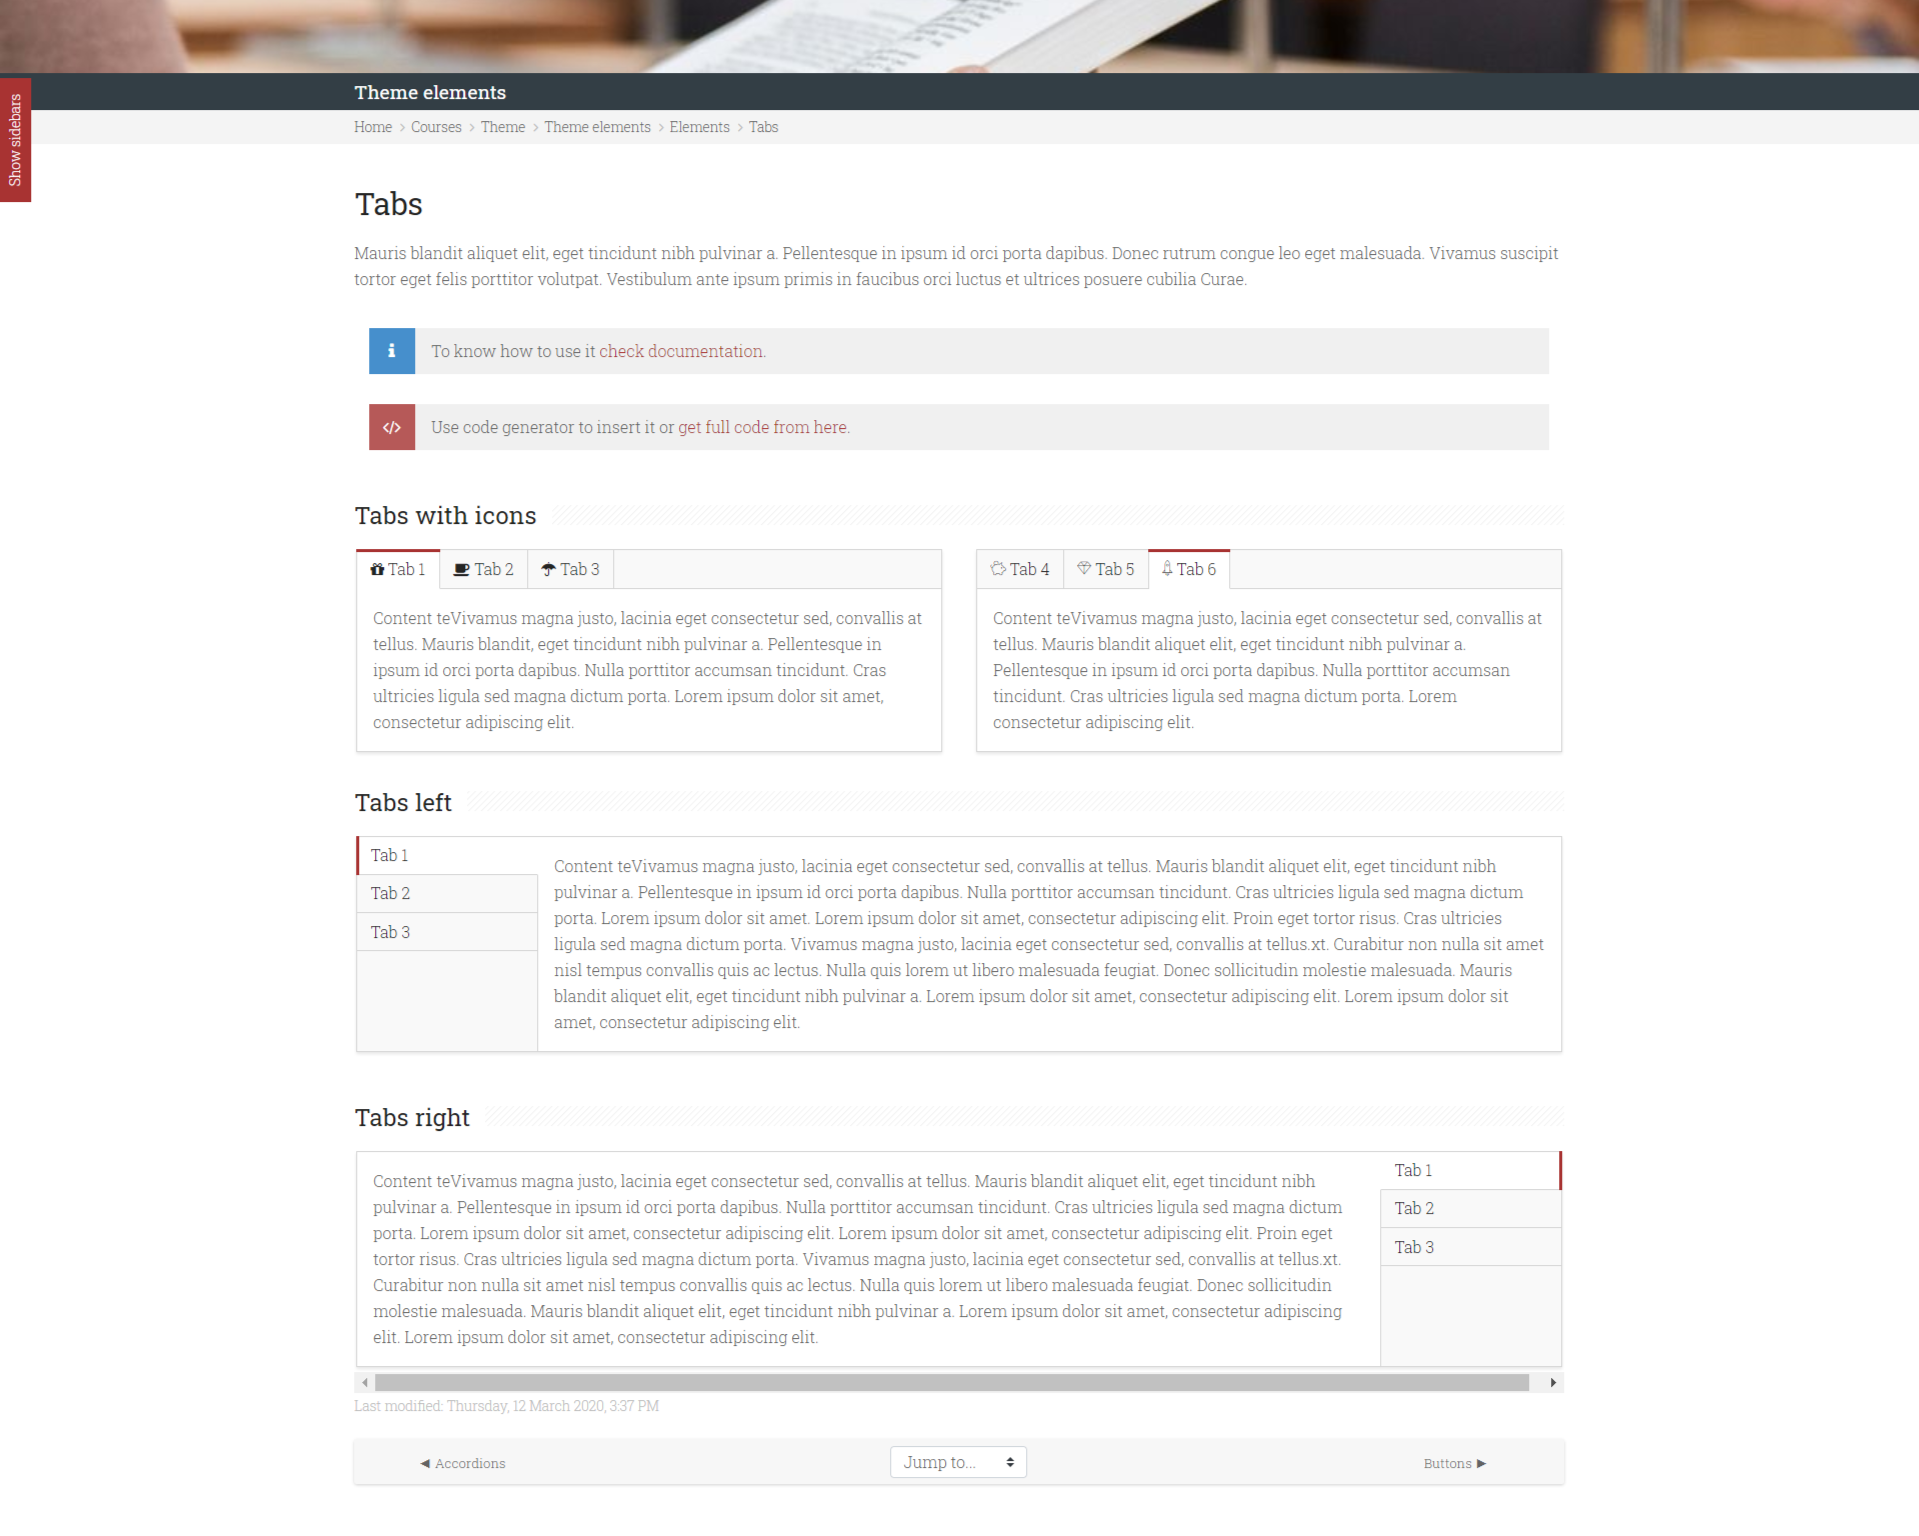 Theme elements
Show sidebars
Home > Courses > Theme > Theme elements > Elements > Tabs
Tabs
Mauris blandit aliquet elit, eget tincidunt nibh pulvinar a. Pellentesque in ipsum id orci porta dapibus. Donec rutrum congue leo eget malesuada. Vivamus suscipit
tortor eget felis porttitor volutpat. Vestibulum ante ipsum primis in faucibus orci luctus et ultrices posuere cubilia Curae.
To know how to use it check documentation.
Use code generator to insert it or get full code from here.
Tabs with icons
Tab 1 Tab 2 Tab 3
Content teVivamus magna justo, lacinia eget consectetur sed, convallis at
tellus. Mauris blandit, eget tincidunt nibh pulvinar a. Pellentesque in
ipsum id orci porta dapibus. Nulla porttitor accumsan tincidunt. Cras
ultricies ligula sed magna dictum porta. Lorem ipsum dolor sit amet,
consectetur adipiscing elit.
Tab 4 Tab 5 Tab 6
Content teVivamus magna justo, lacinia eget consectetur sed, convallis at
tellus. Mauris blandit aliquet elit, eget tincidunt nibh pulvinar a.
Pellentesque in ipsum id orci porta dapibus. Nulla porttitor accumsan
tincidunt. Cras ultricies ligula sed magna dictum porta. Lorem
consectetur adipiscing elit.
Tabs left
Tab 1
Tab 2
Tab 3
Content teVivamus magna justo, lacinia eget consectetur sed, convallis at tellus. Mauris blandit aliquet elit, eget tincidunt nibh
pulvinar a. Pellentesque in ipsum id orci porta dapibus. Nulla porttitor accumsan tincidunt. Cras ultricies ligula sed magna dictum
porta. Lorem ipsum dolor sit amet. Lorem ipsum dolor sit amet, consectetur adipiscing elit. Proin eget tortor risus. Cras ultricies
ligula sed magna dictum porta. Vivamus magna justo, lacinia eget consectetur sed, convallis at tellus.xt. Curabitur non nulla sit amet
nisl tempus convallis quis ac lectus. Nulla quis lorem ut libero malesuada feugiat. Donec sollicitudin molestie malesuada. Mauris
blandit aliquet elit, eget tincidunt nibh pulvinar a. Lorem ipsum dolor sit amet, consectetur adipiscing elit. Lorem ipsum dolor sit
amet, consectetur adipiscing elit.
Tabs right
Content teVivamus magna justo, lacinia eget consectetur sed, convallis at tellus. Mauris blandit aliquet elit, eget tincidunt nibh
pulvinar a. Pellentesque in ipsum id orci porta dapibus. Nulla porttitor accumsan tincidunt. Cras ultricies ligula sed magna dictum
porta. Lorem ipsum dolor sit amet, consectetur adipiscing elit. Lorem ipsum dolor sit amet, consectetur adipiscing elit. Proin eget
tortor risus. Cras ultricies ligula sed magna dictum porta. Vivamus magna justo, lacinia eget consectetur sed, convallis at tellus.xt.
Curabitur non nulla sit amet nisl tempus convallis quis ac lectus. Nulla quis lorem ut libero malesuada feugiat. Donec sollicitudin
molestie malesuada. Mauris blandit aliquet elit, eget tincidunt nibh pulvinar a. Lorem ipsum dolor sit amet, consectetur adipiscing
elit. Lorem ipsum dolor sit amet, consectetur adipiscing elit.
Tab 1
Tab 2
Tab 3
Last modified: Thursday, 12 March 2020, 3:37 PM
◄ Accordions
Jump to...
Buttons ►